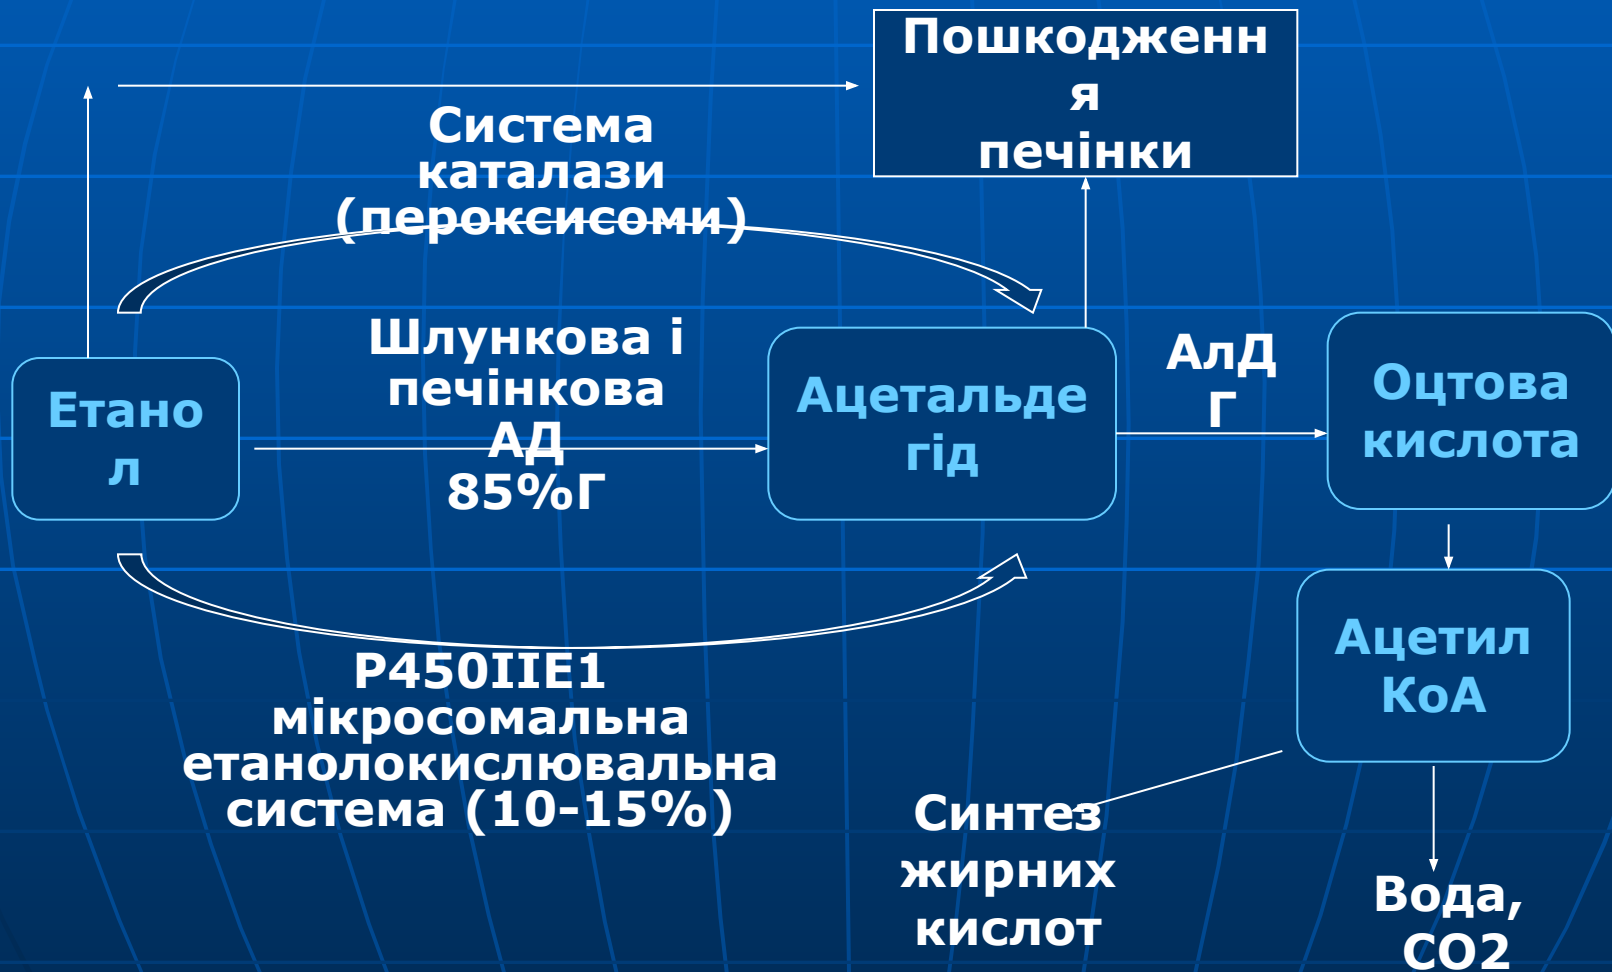 Пошкодженн
я
печінки
Система
каталази
(пероксисоми)
Шлункова і
печінкова
АД
85%Г
Етано
л
Ацетальде
гід
АлД
Г
Оцтова
кислота
Ацетил
КоА
P450IIE1
мікросомальна
етанолокислювальна
система (10-15%)
Синтез
жирних
кислот
Вода,
СО2